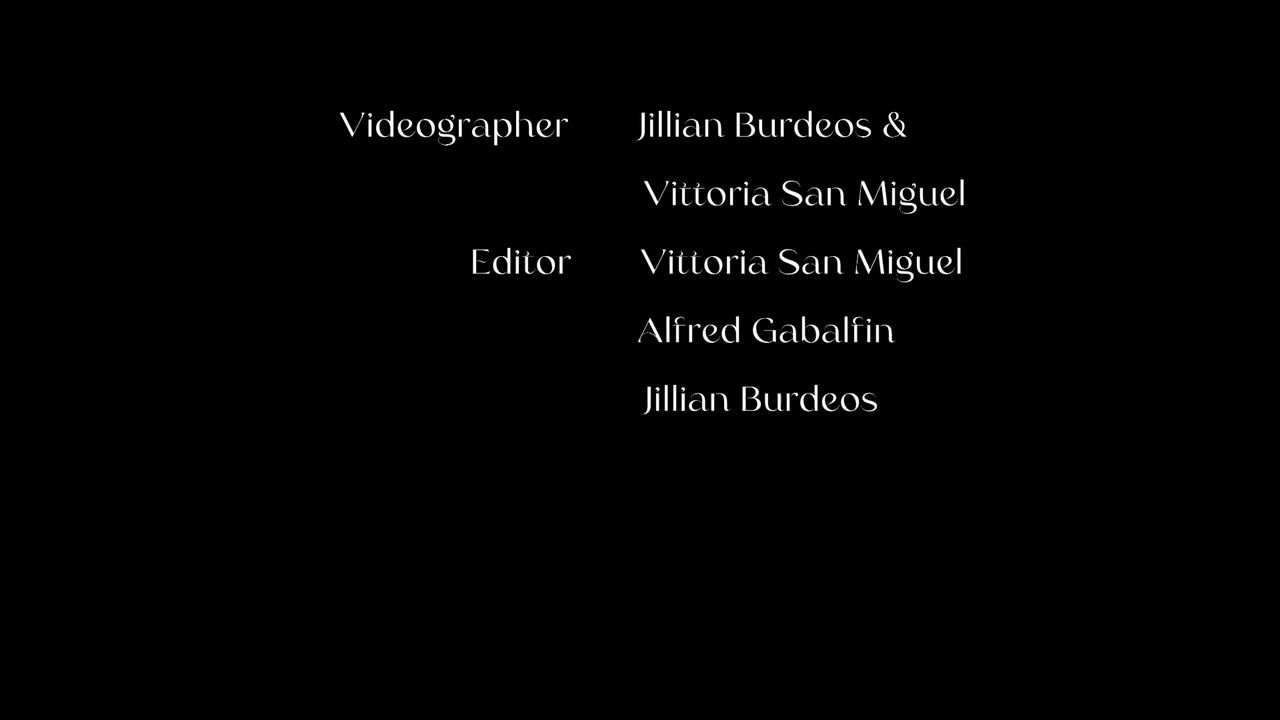 Videographer Jillian Burdeos &
Vittoria San Miguel
Editor Vittoria San Miguel
Alfred Gabalfin
Jillian Burdeos